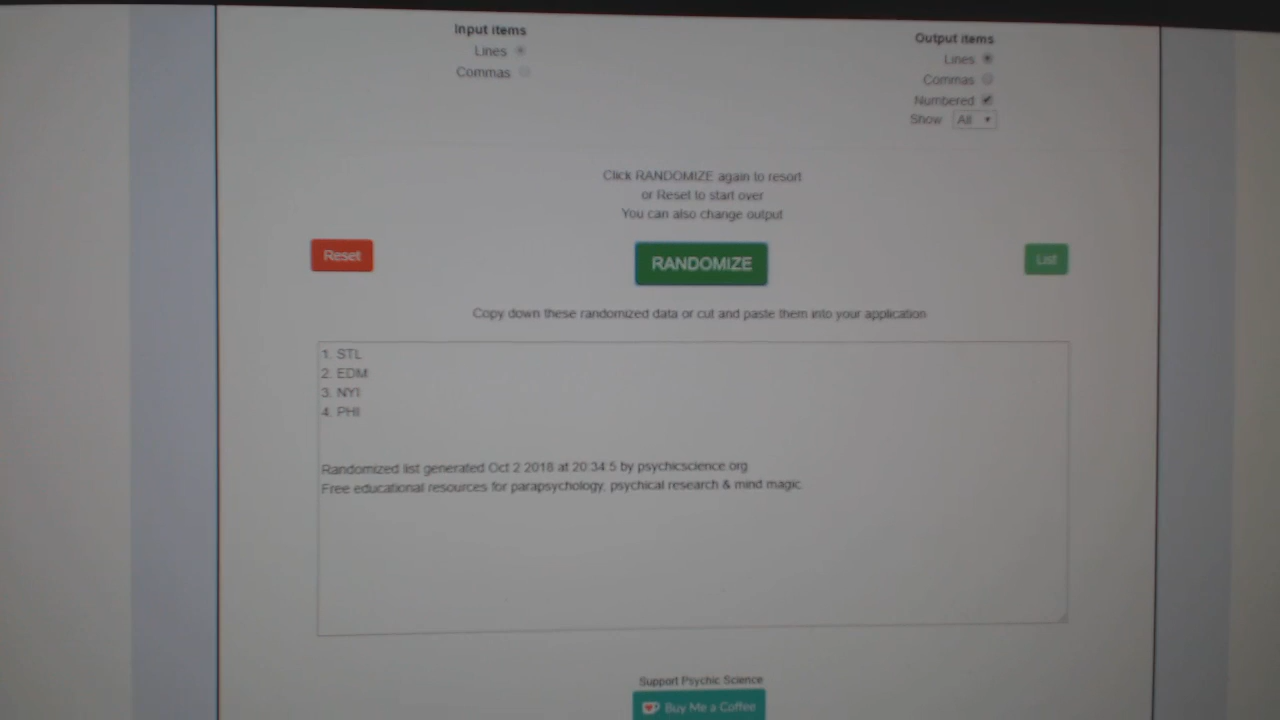 Input items
Lines
Commas
Output items
Lines
Commas
Numbered
Show All
Click RANDOMIZE again to resort
or Reset to start over
You can also change output
Reset
RANDOMIZE
List
Copy down these randomized data or cut and paste them into your application
1. STL
2. EDM
3. NYI
4. PHI
Randomized list generated Oct 2 2018 at 20:34:5 by psychicscience.org
Free educational resources for parapsychology, psychical research & mind magic.
Support Psychic Science
Buy Me a Coffee